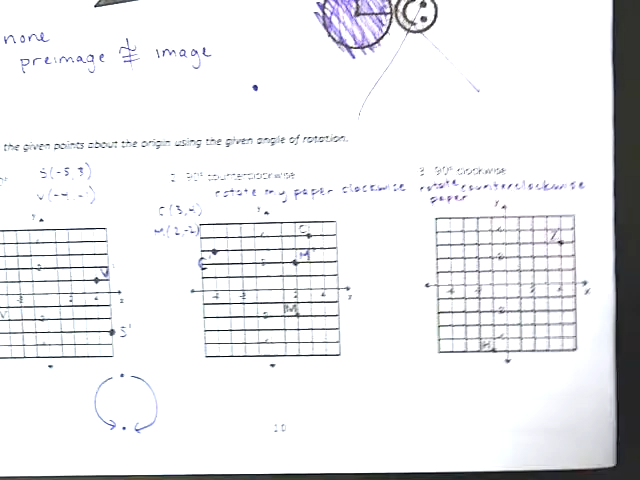 none
preimage ≇ image
the given points about the origin using the given angle of rotation.
S(-5, 3)
V(-4, -1)
2. 90° counterclockwise
rotate my paper clockwise
C(3, 4)
M(2, -2)
3. 90° clockwise
rotate counterclockwise
paper
y
x
V'
S'
y
x
C
C'
M'
M
y
x
Z
H
10